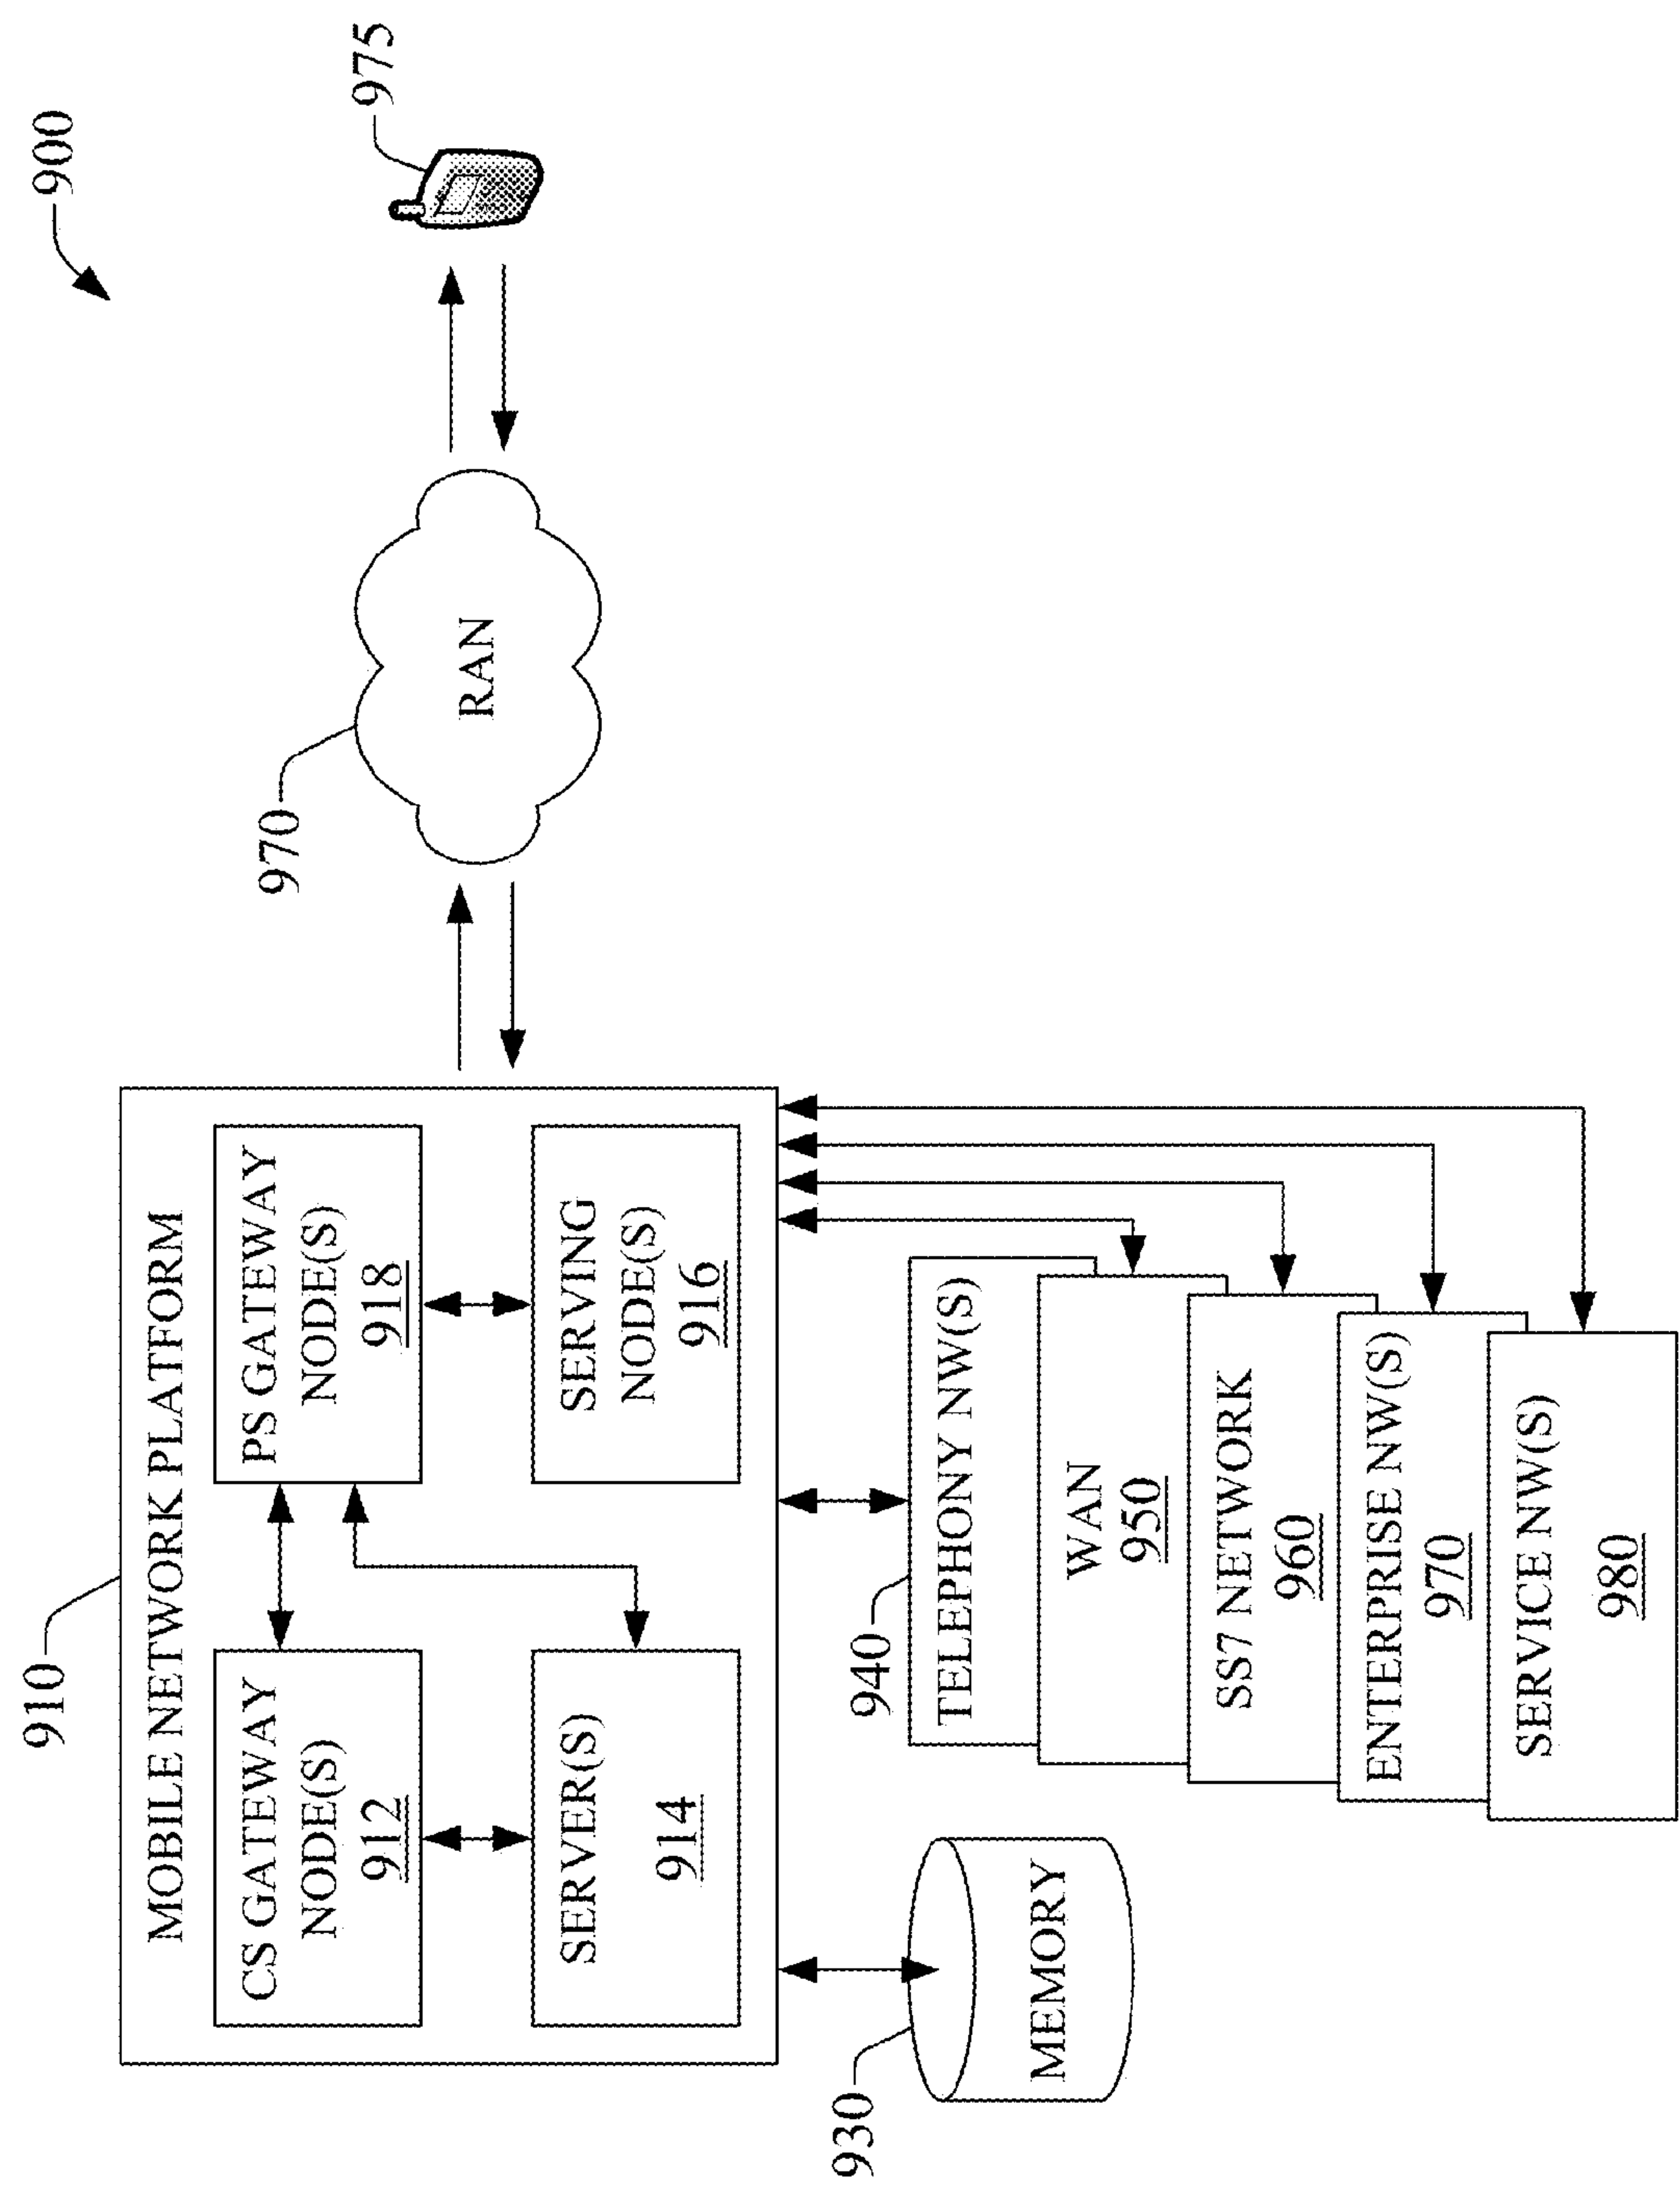 900
910
MOBILE NETWORK PLATFORM
CS GATEWAY
NODE(S)
912
PS GATEWAY
NODE(S)
918
SERVER(S)
914
SERVING
NODE(S)
916
970
RAN
975
930
MEMORY
940
TELEPHONY NW(S)
WAN
950
SS7 NETWORK
960
ENTERPRISE NW(S)
970
SERVICE NW(S)
980